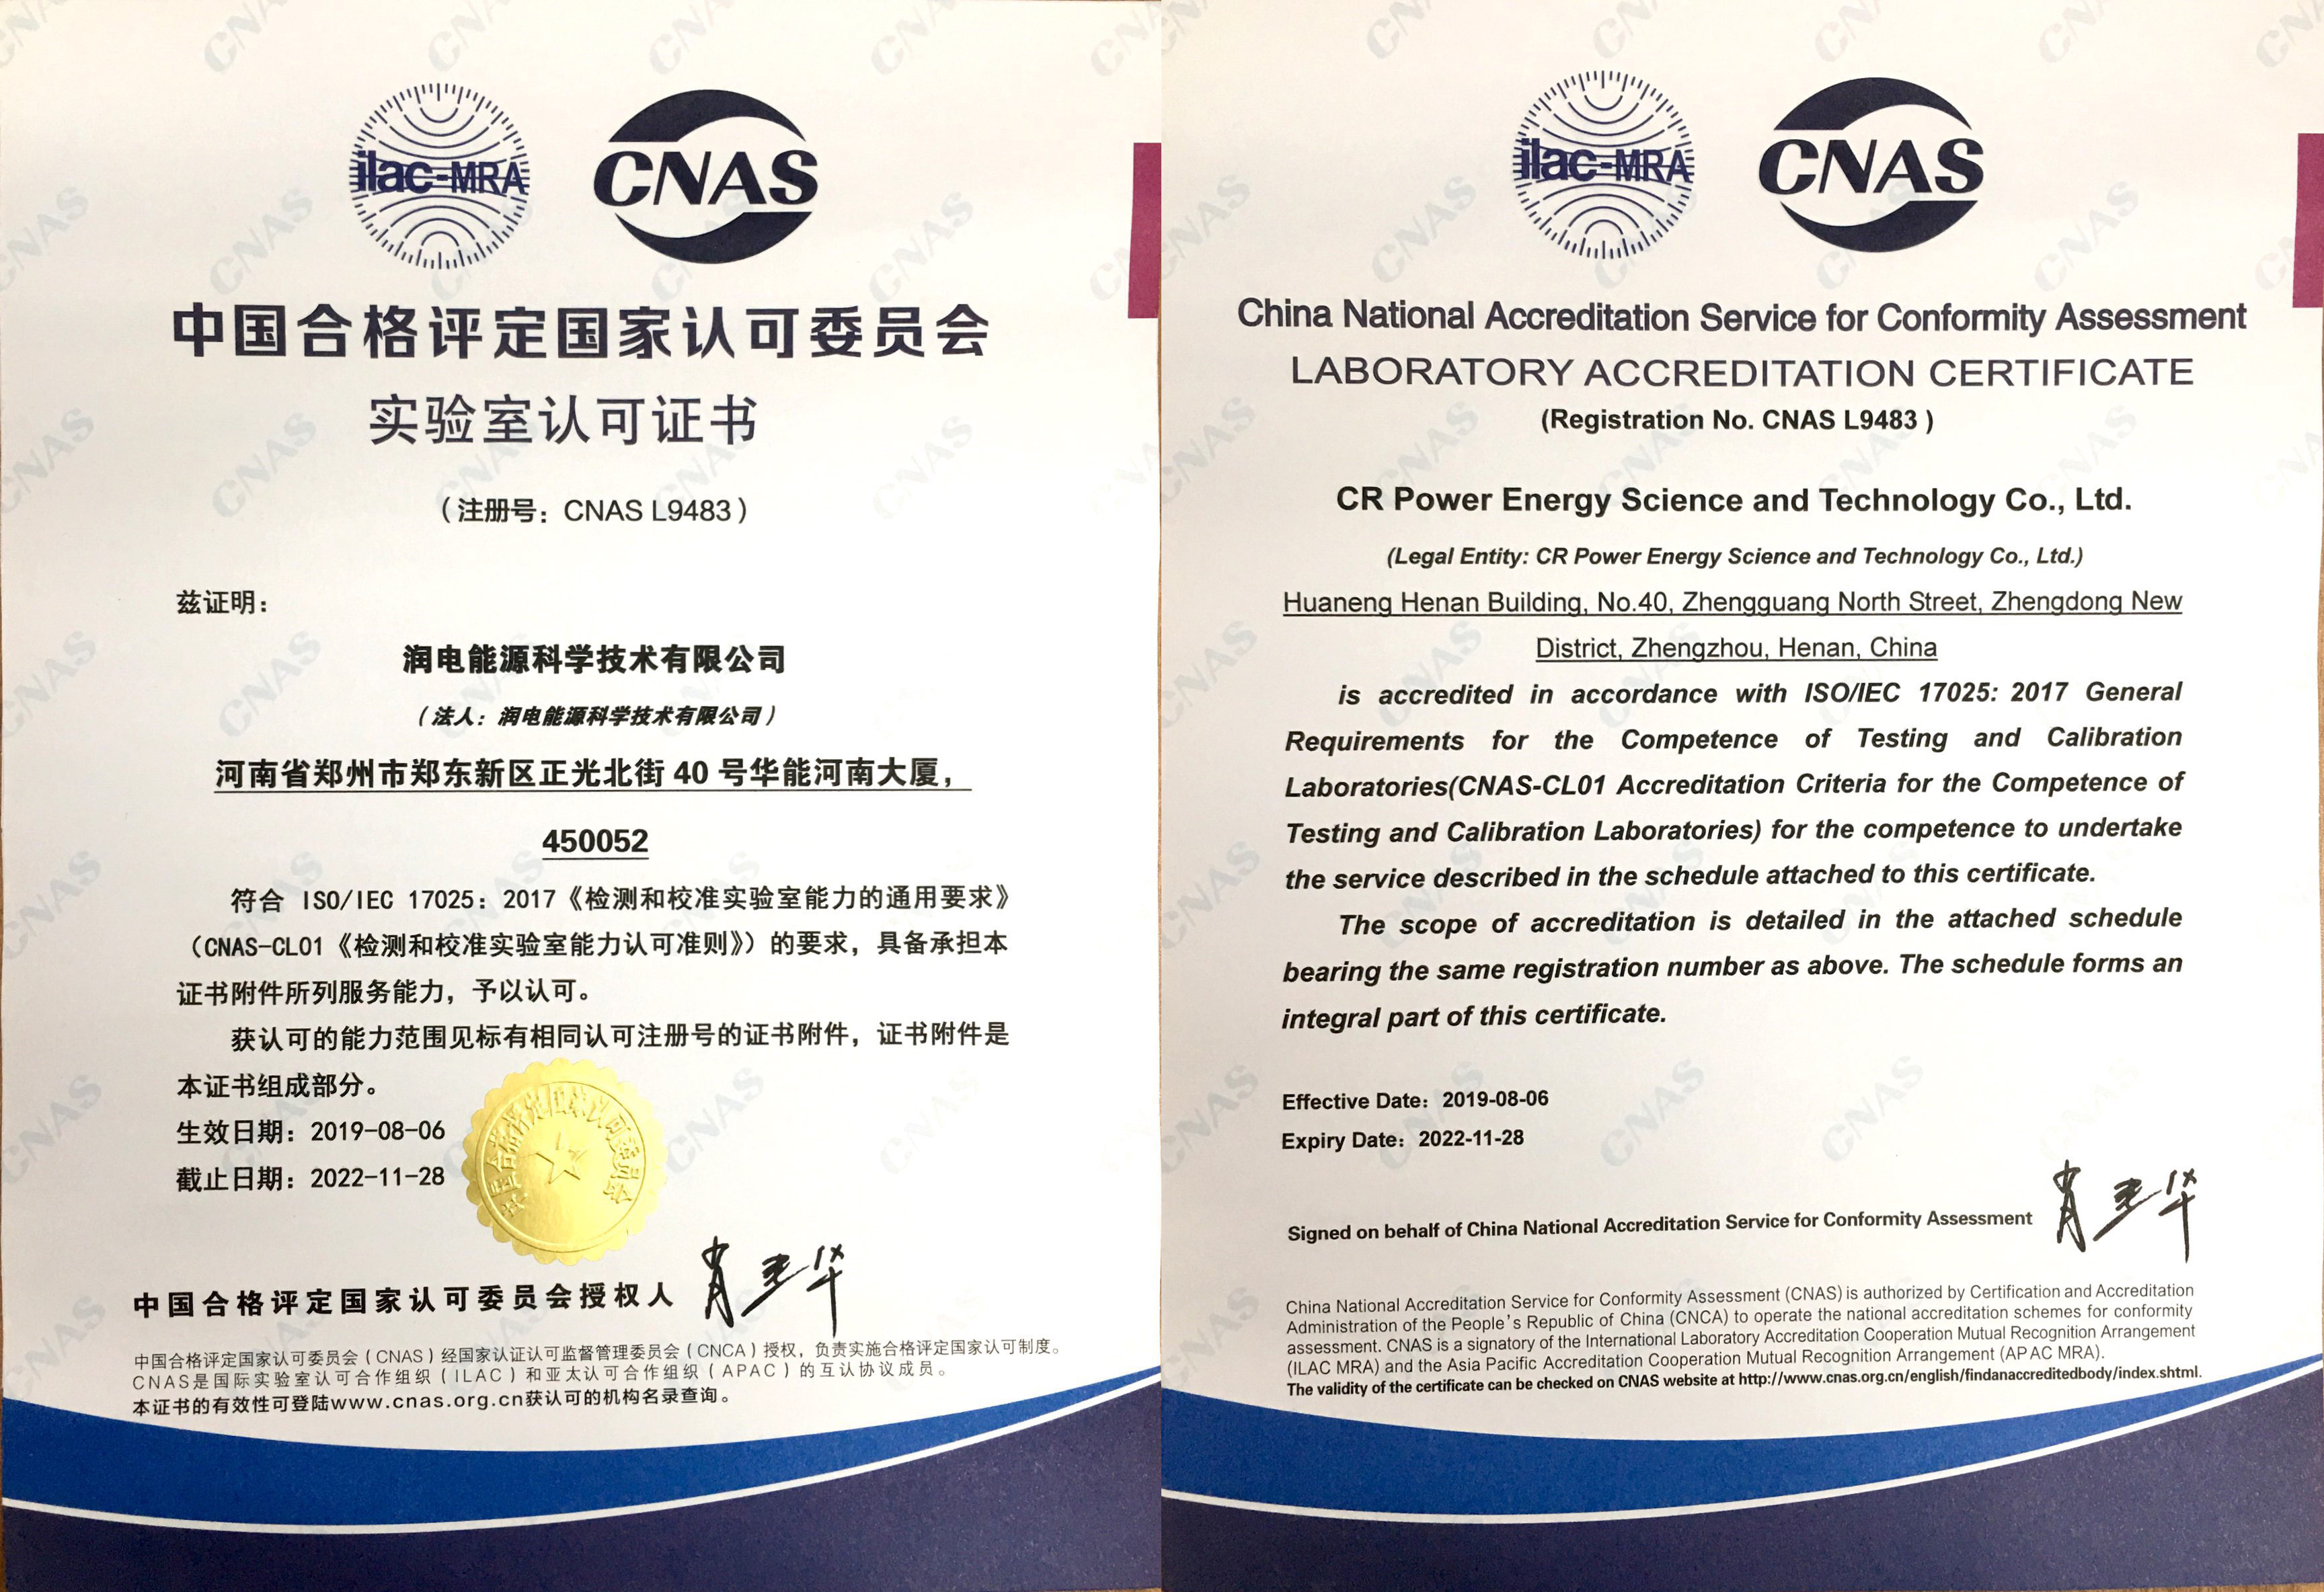 ilac-MRA
CNAS
中国合格评定国家认可委员会
实验室认可证书
（注册号：CNAS L9483）
兹证明：
润电能源科学技术有限公司
（法人：润电能源科学技术有限公司）
河南省郑州市郑东新区正光北街 40 号华能河南大厦，
450052
符合 ISO/IEC 17025：2017《检测和校准实验室能力的通用要求》
（CNAS-CL01《检测和校准实验室能力认可准则》）的要求，具备承担本
证书附件所列服务能力，予以认可。
获认可的能力范围见标有相同认可注册号的证书附件，证书附件是
本证书组成部分。
生效日期：2019-08-06
截止日期：2022-11-28
中国合格评定国家认可委员会
中国合格评定国家认可委员会授权人
中国合格评定国家认可委员会（CNAS）经国家认证认可监督管理委员会（CNCA）授权，负责实施合格评定国家认可制度。
CNAS是国际实验室认可合作组织（ILAC）和亚太认可合作组织（APAC）的互认协议成员。
本证书的有效性可登陆www.cnas.org.cn获认可的机构名录查询。
ilac-MRA
CNAS
China National Accreditation Service for Conformity Assessment
LABORATORY ACCREDITATION CERTIFICATE
(Registration No. CNAS L9483 )
CR Power Energy Science and Technology Co., Ltd.
(Legal Entity: CR Power Energy Science and Technology Co., Ltd.)
Huaneng Henan Building, No.40, Zhengguang North Street, Zhengdong New
District, Zhengzhou, Henan, China
is accredited in accordance with ISO/IEC 17025: 2017 General
Requirements for the Competence of Testing and Calibration
Laboratories(CNAS-CL01 Accreditation Criteria for the Competence of
Testing and Calibration Laboratories) for the competence to undertake
the service described in the schedule attached to this certificate.
The scope of accreditation is detailed in the attached schedule
bearing the same registration number as above. The schedule forms an
integral part of this certificate.
Effective Date: 2019-08-06
Expiry Date: 2022-11-28
Signed on behalf of China National Accreditation Service for Conformity Assessment
China National Accreditation Service for Conformity Assessment (CNAS) is authorized by Certification and Accreditation
Administration of the People's Republic of China (CNCA) to operate the national accreditation schemes for conformity
assessment. CNAS is a signatory of the International Laboratory Accreditation Cooperation Mutual Recognition Arrangement
(ILAC MRA) and the Asia Pacific Accreditation Cooperation Mutual Recognition Arrangement (APAC MRA).
The validity of the certificate can be checked on CNAS website at http://www.cnas.org.cn/english/findanaccreditedbody/index.shtml.